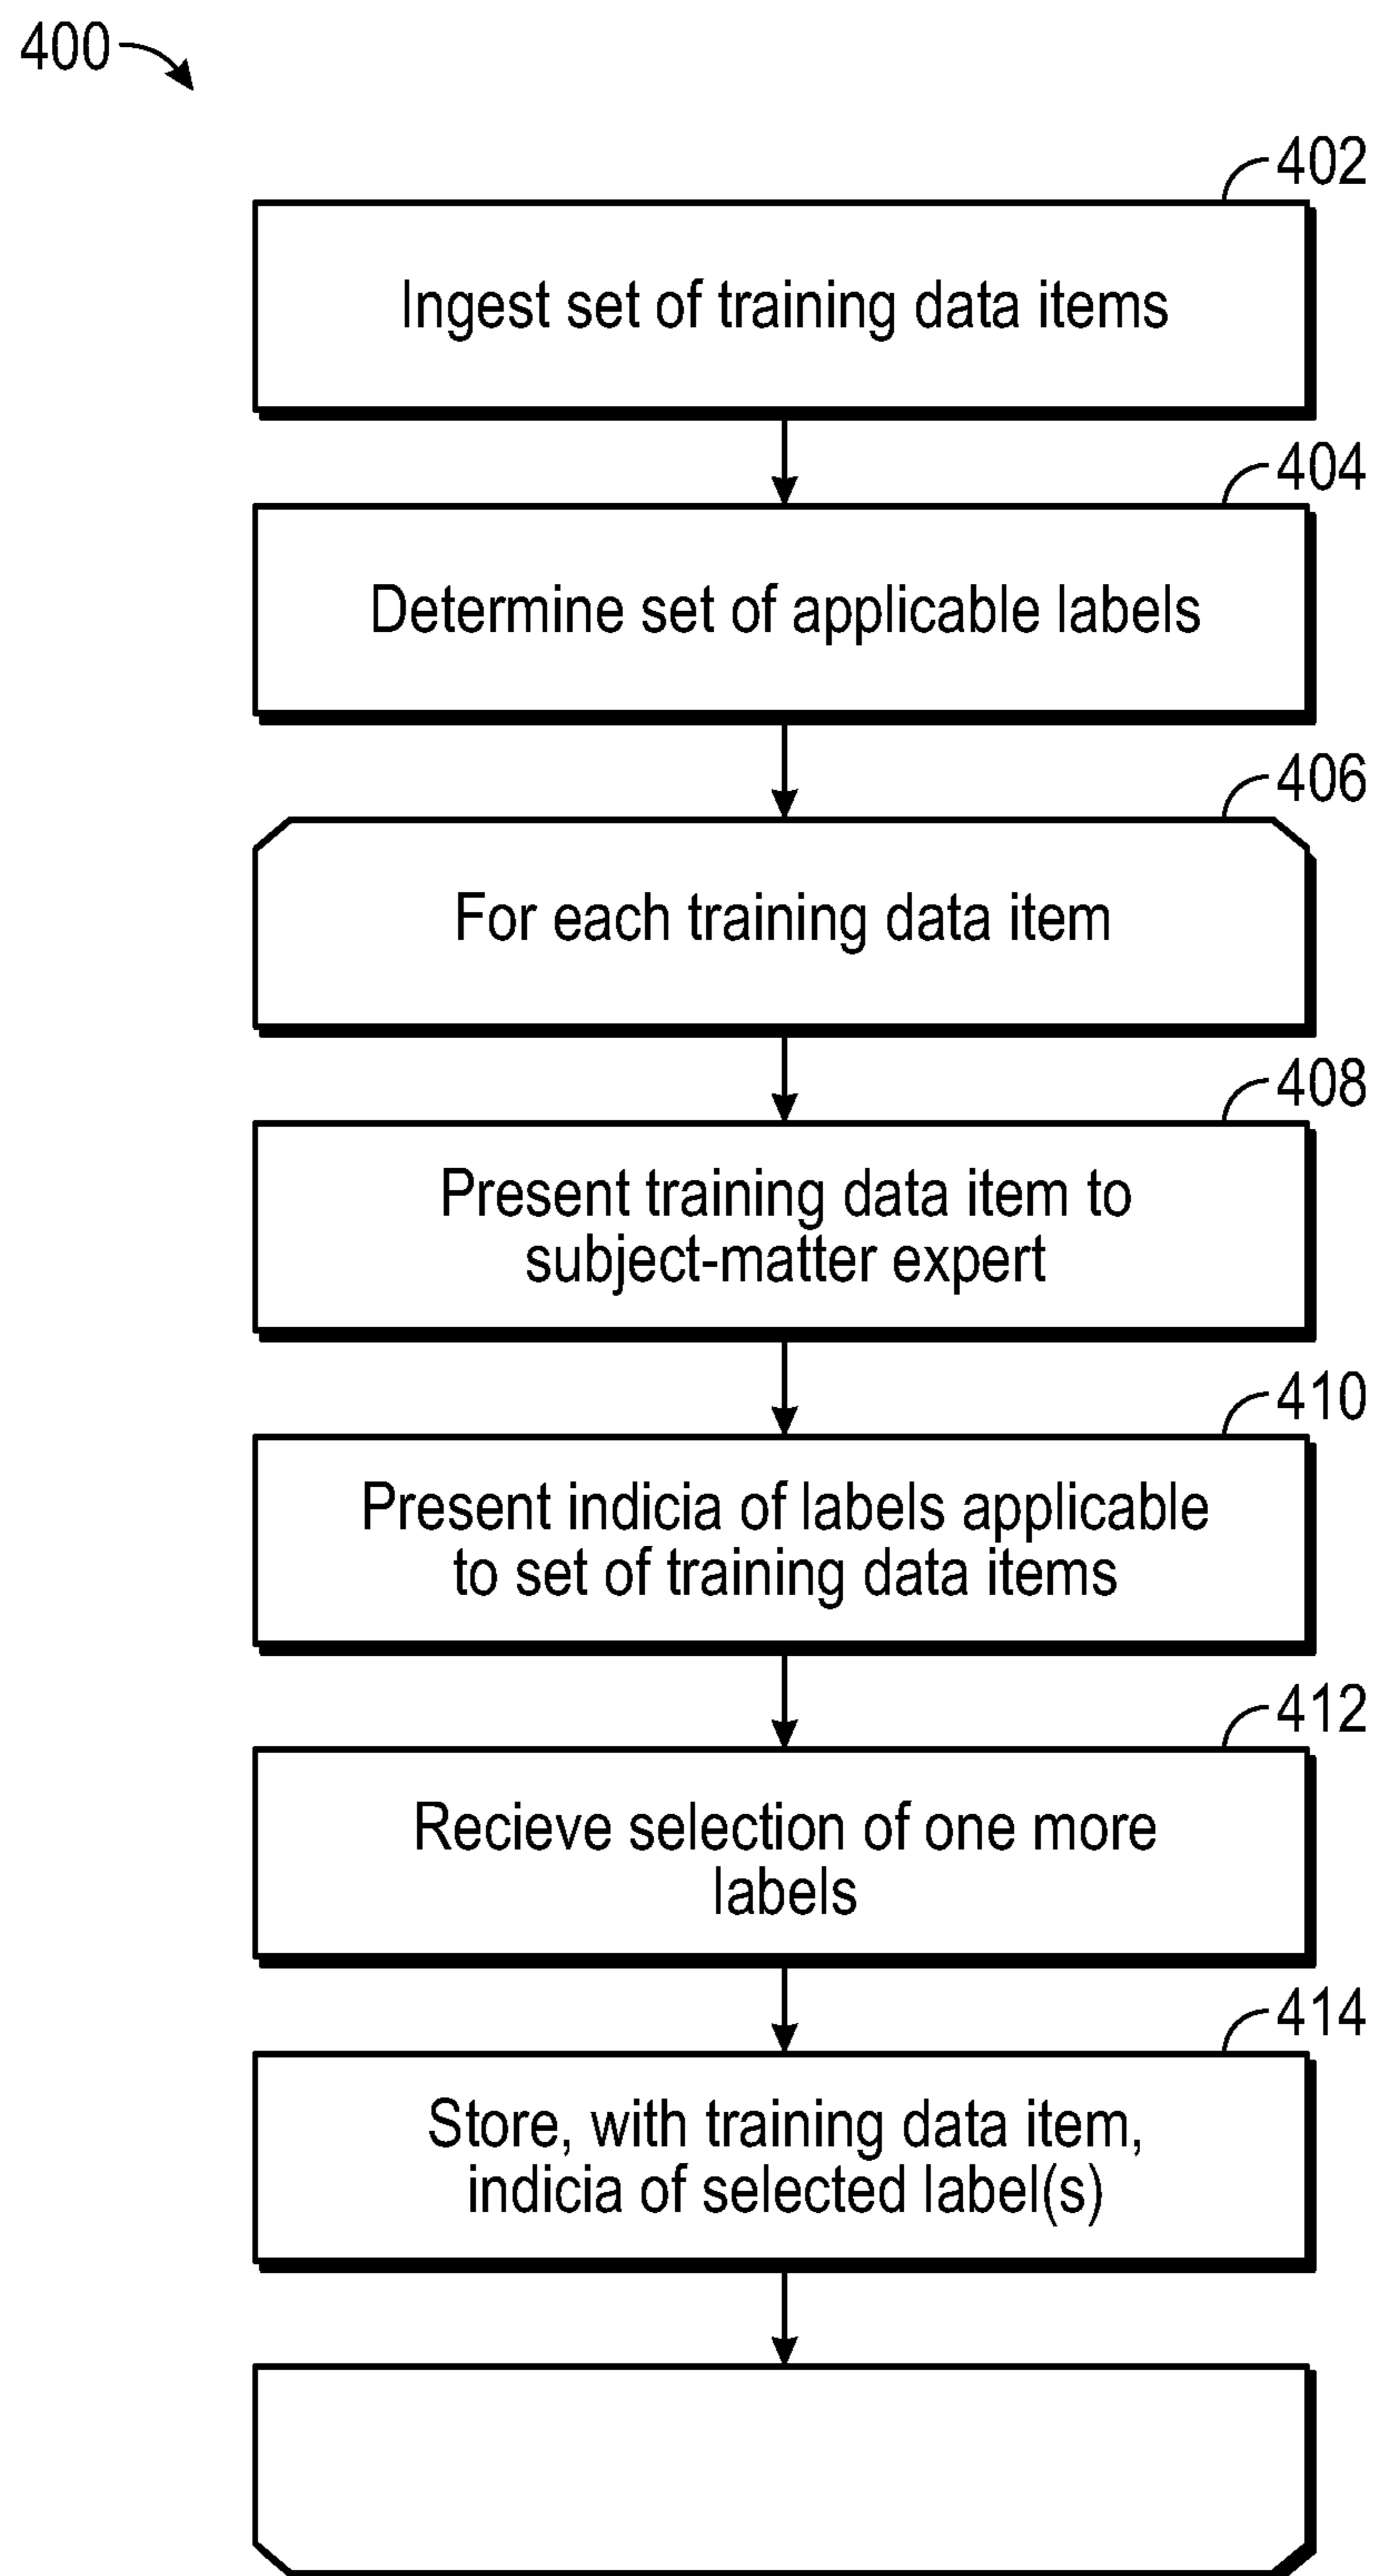 400
402
Ingest set of training data items
404
Determine set of applicable labels
406
For each training data item
408
Present training data item to
subject-matter expert
410
Present indicia of labels applicable
to set of training data items
412
Recieve selection of one more
labels
414
Store, with training data item,
indicia of selected label(s)